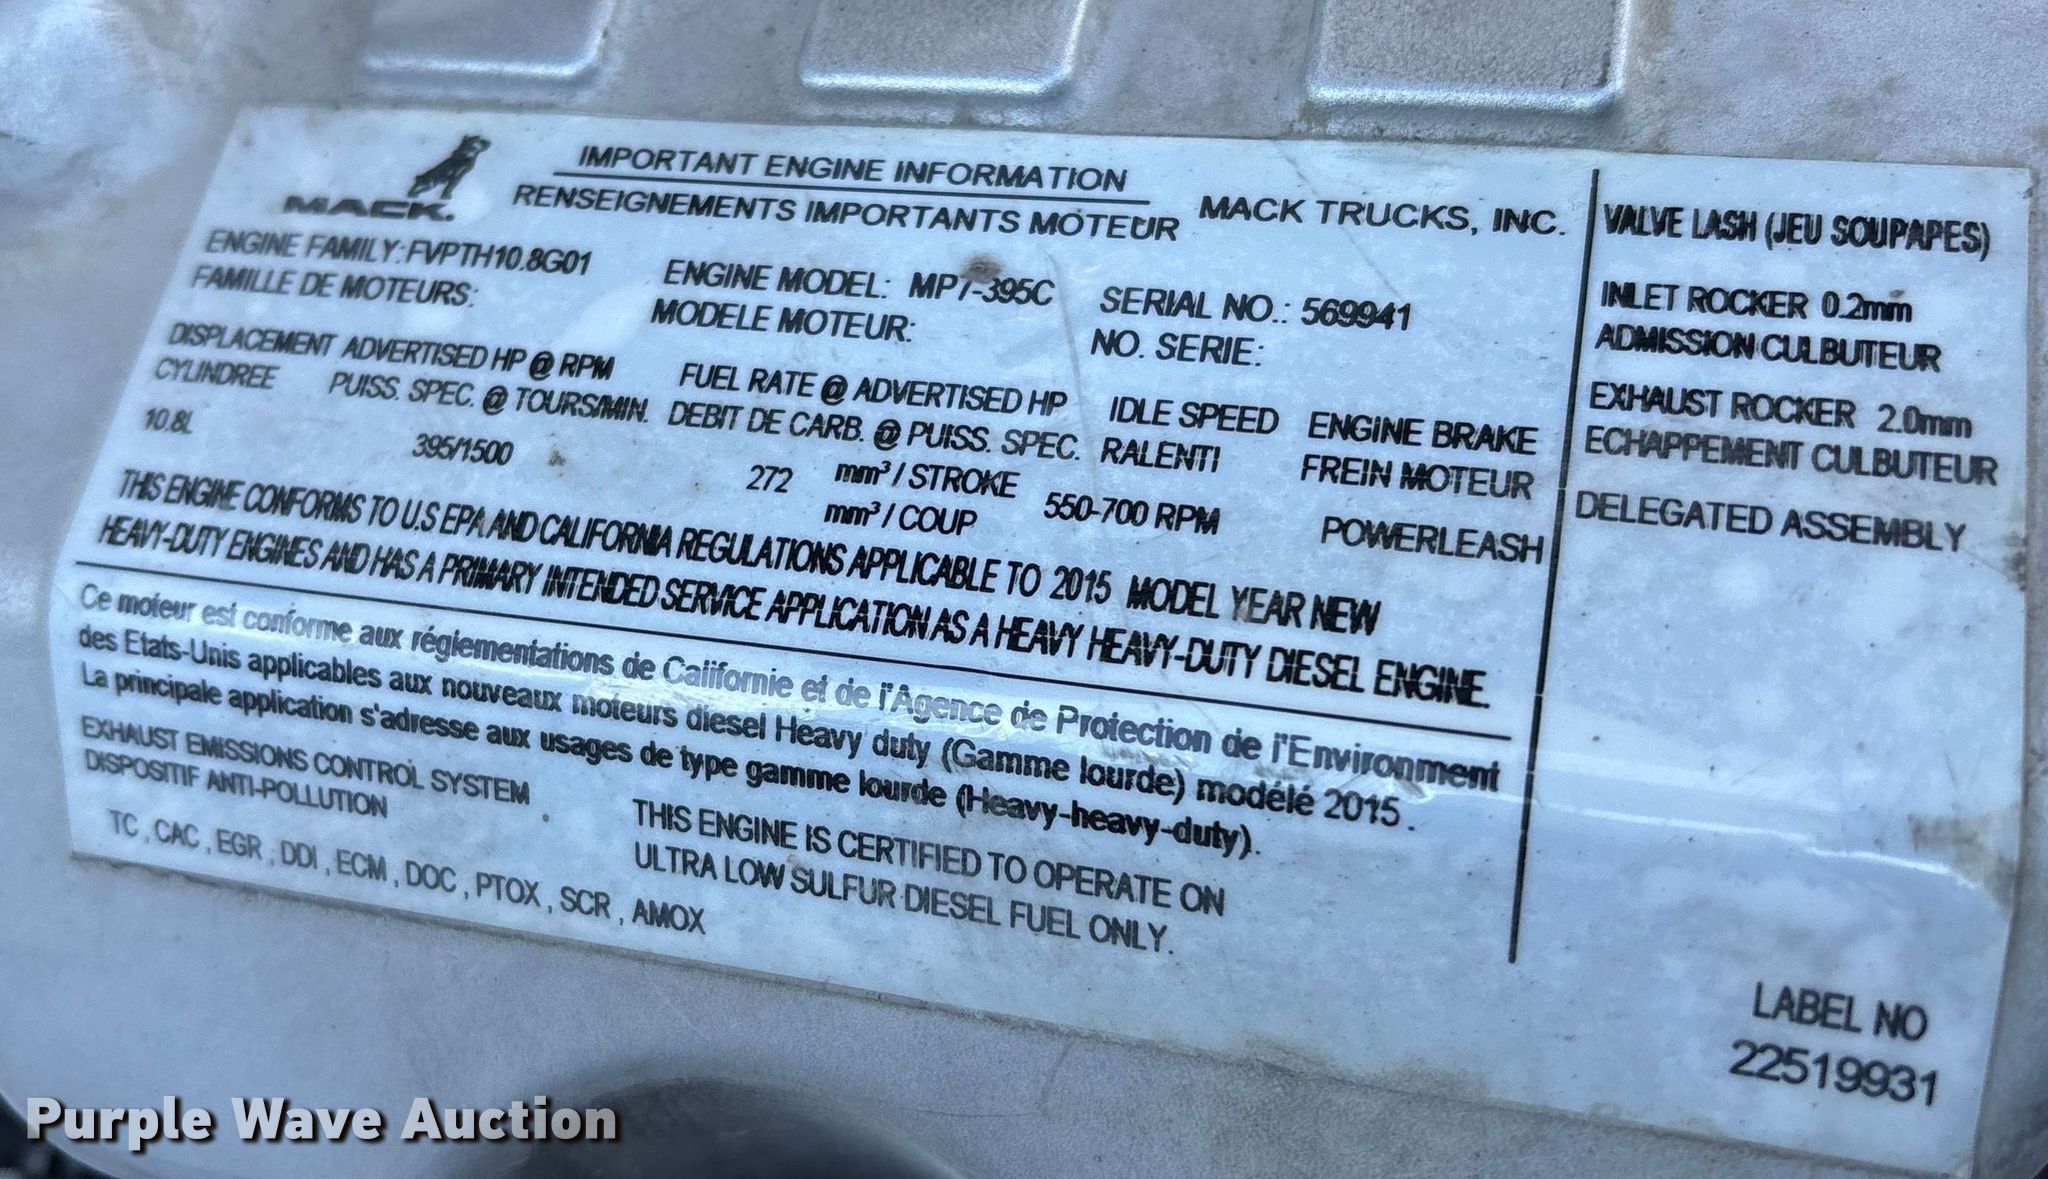 MACK.
IMPORTANT ENGINE INFORMATION
RENSEIGNEMENTS IMPORTANTS MOTEUR
MACK TRUCKS, INC.
ENGINE FAMILY: FVPTH10.8G01
FAMILLE DE MOTEURS:
ENGINE MODEL: MP7-395C
MODELE MOTEUR:
SERIAL NO.: 569941
NO. SERIE:
DISPLACEMENT
CYLINDREE
10.8L
ADVERTISED HP @ RPM
PUISS. SPEC. @ TOURS/MIN.
395/1500
FUEL RATE @ ADVERTISED HP
DEBIT DE CARB. @ PUISS. SPEC.
272 mm³ / STROKE
mm³ / COUP
IDLE SPEED
RALENTI
550-700 RPM
ENGINE BRAKE
FREIN MOTEUR
POWERLEASH
THIS ENGINE CONFORMS TO U.S EPA AND CALIFORNIA REGULATIONS APPLICABLE TO 2015 MODEL YEAR NEW
HEAVY-DUTY ENGINES AND HAS A PRIMARY INTENDED SERVICE APPLICATION AS A HEAVY HEAVY-DUTY DIESEL ENGINE.
Ce moteur est conforme aux réglementations de Californie et de l'Agence de Protection de l'Environment
des Etats-Unis applicables aux nouveaux moteurs diesel Heavy duty (Gamme lourde) modélé 2015.
La principale application s'adresse aux usages de type gamme lourde (Heavy-heavy-duty).
EXHAUST EMISSIONS CONTROL SYSTEM
DISPOSITIF ANTI-POLLUTION
TC , CAC , EGR , DDI , ECM , DOC , PTOX , SCR , AMOX
THIS ENGINE IS CERTIFIED TO OPERATE ON
ULTRA LOW SULFUR DIESEL FUEL ONLY.
VALVE LASH (JEU SOUPAPES)
INLET ROCKER 0.2mm
ADMISSION CULBUTEUR
EXHAUST ROCKER 2.0mm
ECHAPPEMENT CULBUTEUR
DELEGATED ASSEMBLY
LABEL NO
22519931
Purple Wave Auction